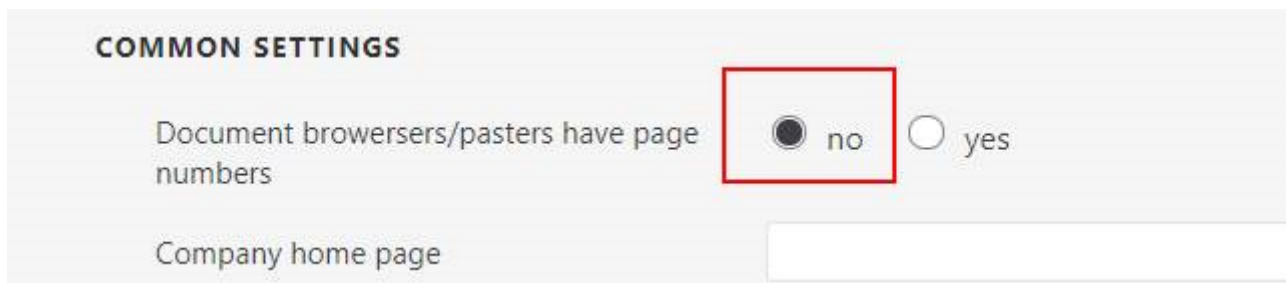 COMMON SETTINGS
Document browersers/pasters have page no yes
numbers
Company home page